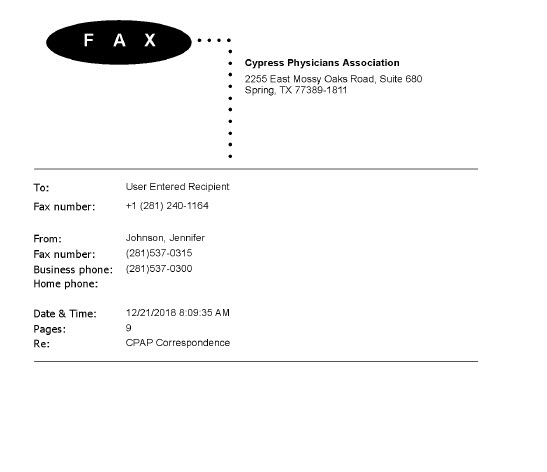 FAX
Cypress Physicians Association
2255 East Mossy Oaks Road, Suite 680
Spring, TX 77389-1811
To: User Entered Recipient
Fax number: +1 (281) 240-1164
From: Johnson, Jennifer
Fax number: (281)537-0315
Business phone: (281)537-0300
Home phone:
Date & Time: 12/21/2018 8:09:35 AM
Pages: 9
Re: CPAP Correspondence